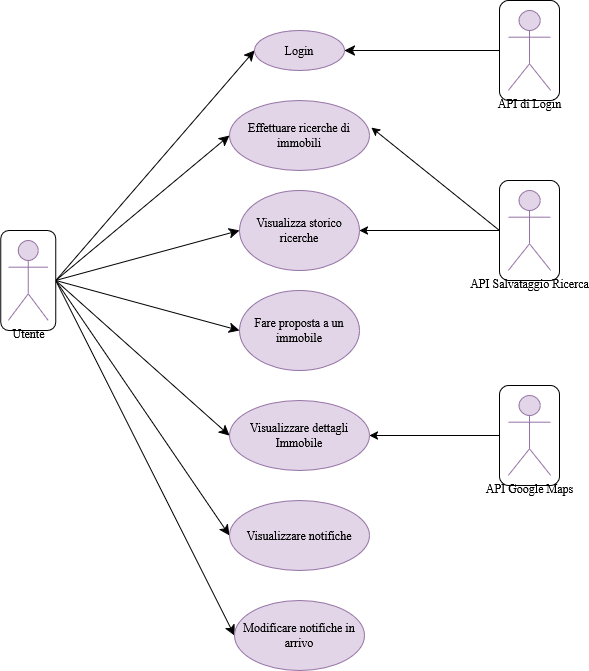 Login
API di Login
Effettuare ricerche di
immobili
Visualizza storico
ricerche
API Salvataggio Ricerca
Utente
Fare proposta a un
immobile
Visualizzare dettagli
Immobile
API Google Maps
Visualizzare notifiche
Modificare notifiche in
arrivo